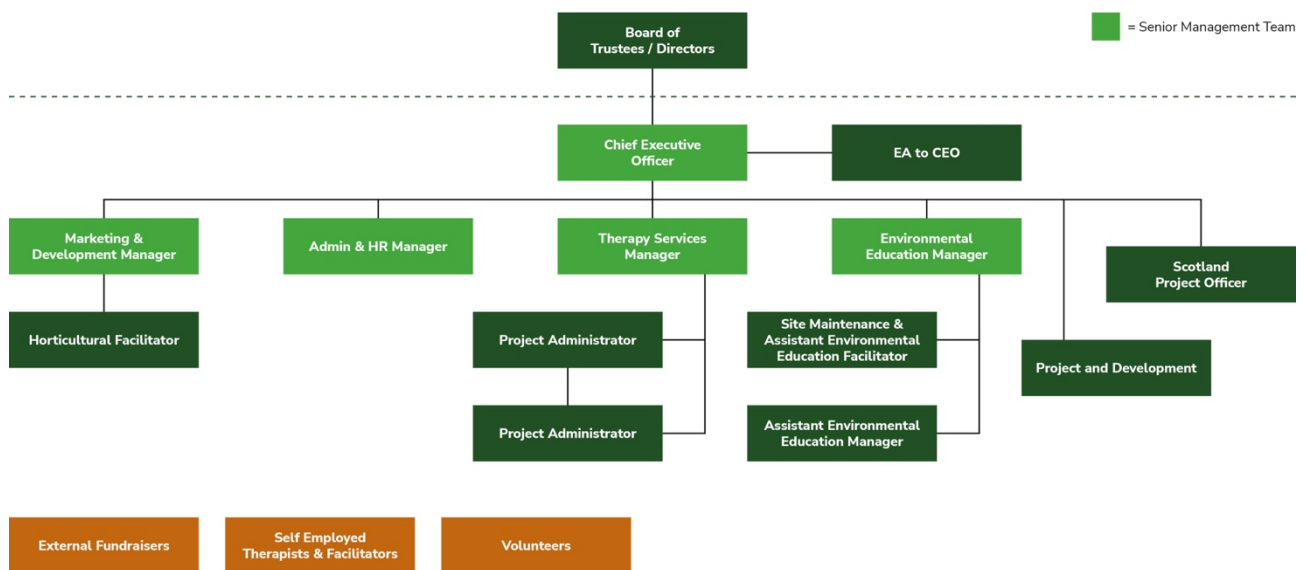 Board of
Trustees / Directors
= Senior Management Team
Chief Executive
Officer
EA to CEO
Marketing &
Development Manager
Admin & HR Manager
Therapy Services
Manager
Environmental
Education Manager
Scotland
Project Officer
Horticultural Facilitator
Project Administrator
Site Maintenance &
Assistant Environmental
Education Facilitator
Project and Development
Project Administrator
Assistant Environmental
Education Manager
External Fundraisers
Self Employed
Therapists & Facilitators
Volunteers